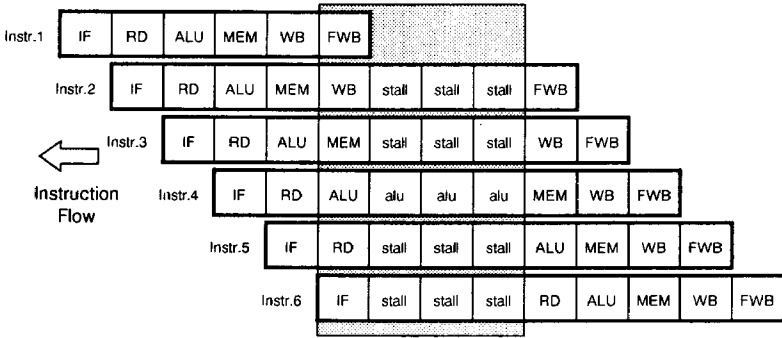 Instr.1 IF RD ALU MEM WB FWB
Instr.2 IF RD ALU MEM WB stall stall stall FWB
Instr.3 IF RD ALU MEM stall stall stall WB FWB
Instruction
Flow
Instr.4 IF RD ALU alu alu alu MEM WB FWB
Instr.5 IF RD stall stall stall ALU MEM WB FWB
Instr.6 IF stall stall stall RD ALU MEM WB FWB